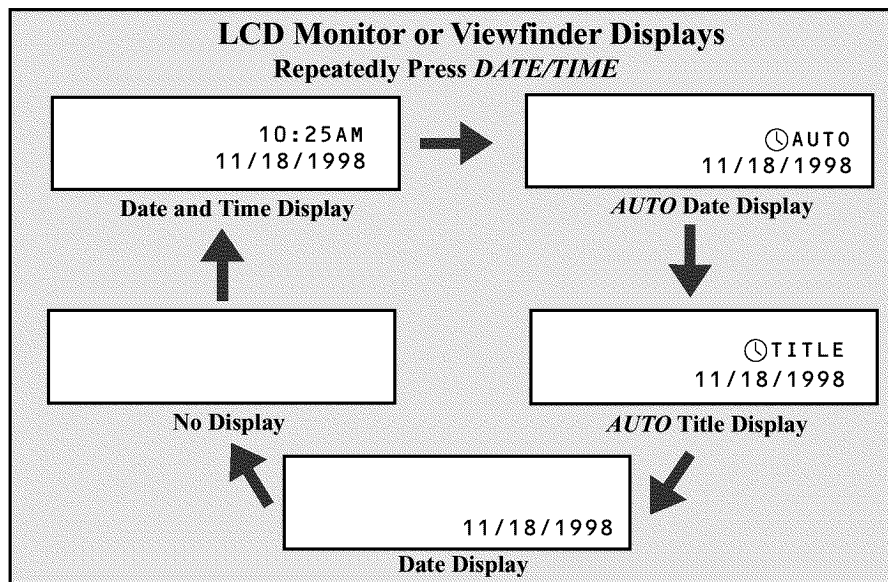 LCD Monitor or Viewfinder Displays
Repeatedly Press DATE/TIME
10:25AM
11/18/1998
Date and Time Display
AUTO
11/18/1998
AUTO Date Display
TITLE
11/18/1998
AUTO Title Display
11/18/1998
Date Display
No Display